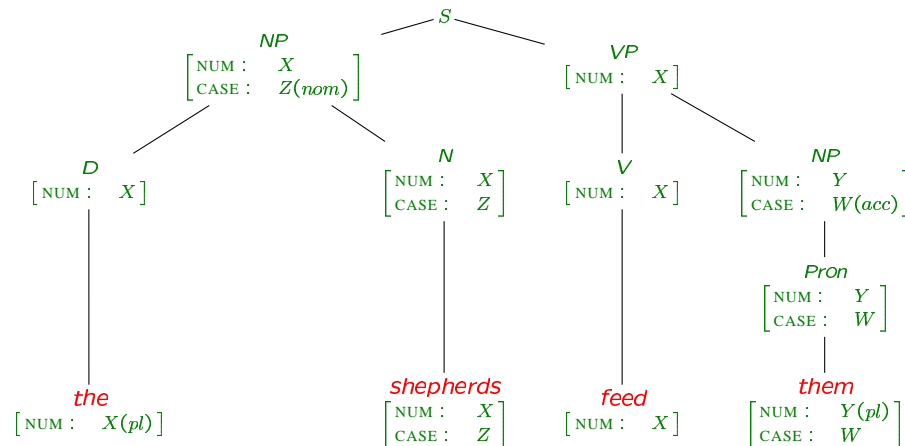 S
NP
[NUM : X
CASE : Z(nom)]
VP
[NUM : X]
D
[NUM : X]
N
[NUM : X
CASE : Z]
V
[NUM : X]
NP
[NUM : Y
CASE : W(acc)]
Pron
[NUM : Y
CASE : W]
the
[NUM : X(pl)]
shepherds
[NUM : X
CASE : Z]
feed
[NUM : X]
them
[NUM : Y(pl)
CASE : W]